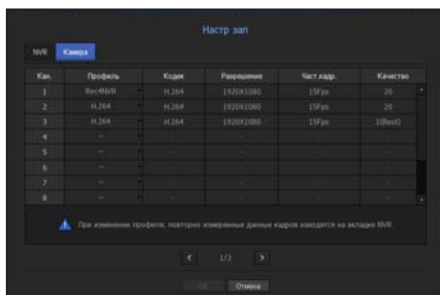 Настр зап
NVR Камера
Кан. Профиль Кодек Разрешение Част.кадр. Качество
1 Rec4NVR H.264 1920X1080 15Fps 20
2 H.264 H.264 1920X1080 15Fps 20
3 H.264 H.264 1920X1080 15Fps 1(Best)
4
5
6
7
8
При изменении профиля, повторно измеренные данные кадров находятся на вкладке NVR.
1/2
OK Отмена